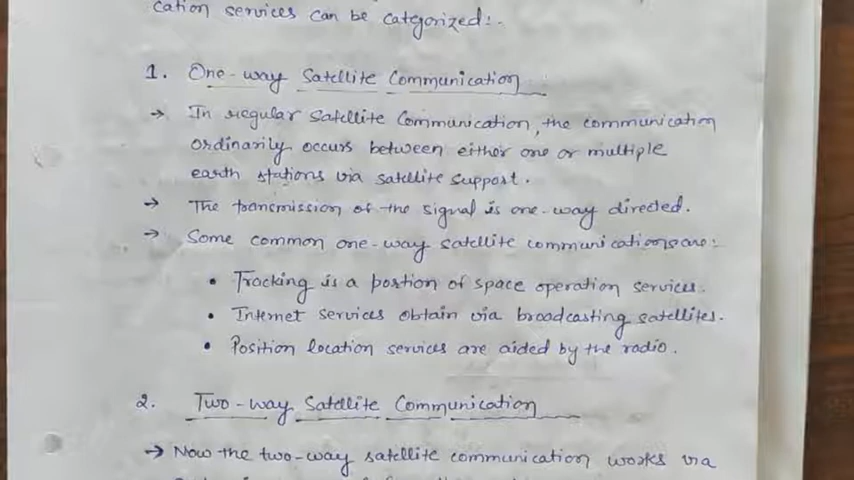 cation services can be categorized:-
1. One-way Satellite Communication
→ In regular Satellite Communication, the communication
ordinarily occurs between either one or multiple
earth stations via satellite support.
→ The transmission of the signal is one-way directed.
→ Some common one-way satellite communications are:
• Tracking is a portion of space operation services.
• Internet services obtain via broadcasting satellites.
• Position location services are aided by the radio.
2. Two-way Satellite Communication
→ Now the two-way satellite communication works via